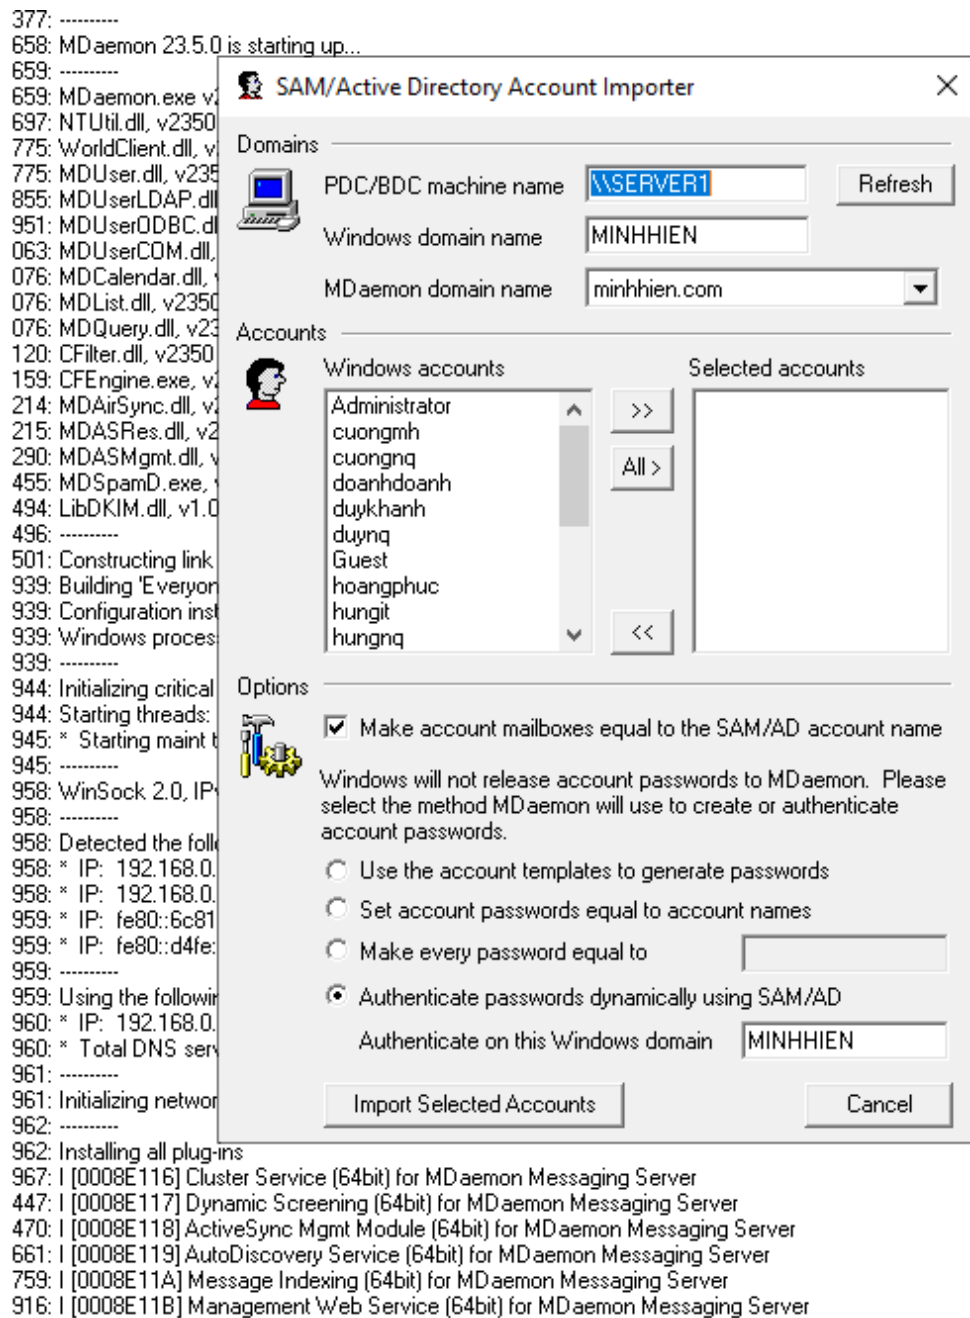 377: ----------
658: MDaemon 23.5.0 is starting up...
659: ----------
659: MDaemon.exe
697: NTUtil.dll, v2350
775: WorldClient.dll,
775: MDUser.dll,
855: MDUserLDAP.dll
951: MDUserODBC.dl
063: MDUserCOM.dll,
076: MDCalendar.dll,
076: MDList.dll, v2350
076: MDQuery.dll, v23
120: CFilter.dll, v2350
159: CFEngine.exe,
214: MDAirSync.dll,
215: MDASRes.dll, v2
290: MDASMgmt.dll,
455: MDSpamD.exe,
494: LibDKIM.dll, v1.0
496: ----------
501: Constructing link
939: Building 'Everyon
939: Configuration inst
939: Windows proces
939: ----------
944: Initializing critical
944: Starting threads:
945: * Starting maint t
945: ----------
958: WinSock 2.0, IP
958: ----------
958: Detected the foll
958: * IP: 192.168.0.
958: * IP: 192.168.0.
959: * IP: fe80::6c81
959: * IP: fe80::d4fe:
959: ----------
959: Using the followi
960: * IP: 192.168.0.
960: * Total DNS serv
961: ----------
961: Initializing networ
962: ----------
962: Installing all plug-ins
967: I [0008E116] Cluster Service (64bit) for MDaemon Messaging Server
447: I [0008E117] Dynamic Screening (64bit) for MDaemon Messaging Server
470: I [0008E118] ActiveSync Mgmt Module (64bit) for MDaemon Messaging Server
661: I [0008E119] AutoDiscovery Service (64bit) for MDaemon Messaging Server
759: I [0008E11A] Message Indexing (64bit) for MDaemon Messaging Server
916: I [0008E11B] Management Web Service (64bit) for MDaemon Messaging Server
SAM/Active Directory Account Importer
Domains
PDC/BDC machine name \\SERVER1 Refresh
Windows domain name MINHHIEN
MDaemon domain name minhhien.com
Accounts
Windows accounts Selected accounts
Administrator
cuongmh
cuongnq
doanhdoanh
duykhanh
duynq
Guest
hoangphuc
hungit
hungnq
>>
All >
<<
Options
Make account mailboxes equal to the SAM/AD account name
Windows will not release account passwords to MDaemon. Please
select the method MDaemon will use to create or authenticate
account passwords.
Use the account templates to generate passwords
Set account passwords equal to account names
Make every password equal to
Authenticate passwords dynamically using SAM/AD
Authenticate on this Windows domain MINHHIEN
Import Selected Accounts Cancel